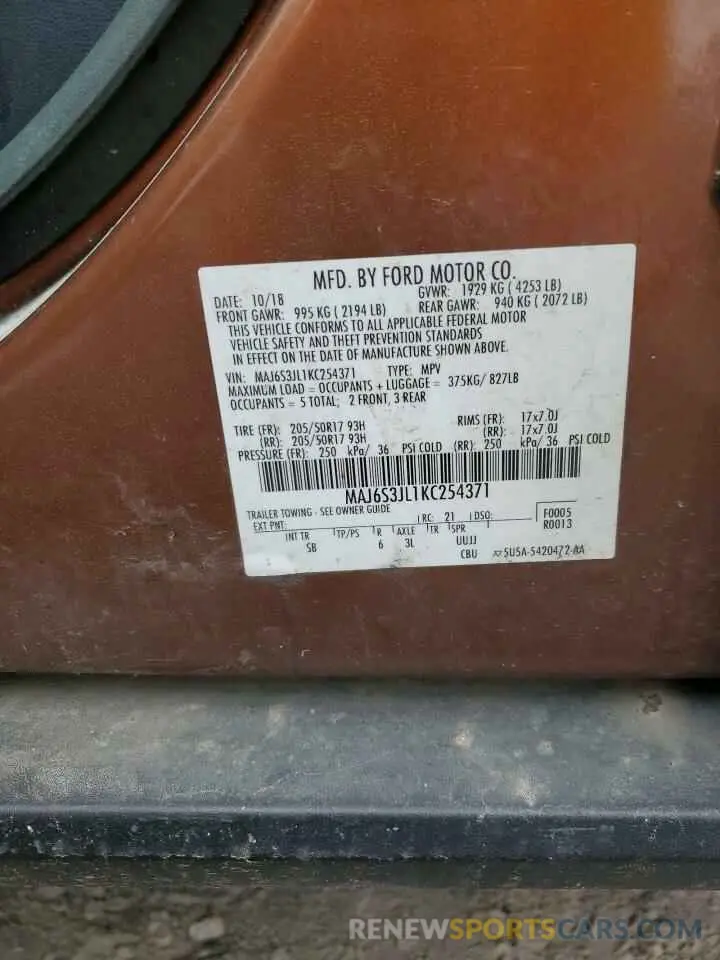 MFD. BY FORD MOTOR CO.
DATE: 10/18 GVWR: 1929 KG ( 4253 LB)
FRONT GAWR: 995 KG ( 2194 LB) REAR GAWR: 940 KG ( 2072 LB)
THIS VEHICLE CONFORMS TO ALL APPLICABLE FEDERAL MOTOR
VEHICLE SAFETY AND THEFT PREVENTION STANDARDS
IN EFFECT ON THE DATE OF MANUFACTURE SHOWN ABOVE.
VIN: MAJ6S3JL1KC254371 TYPE: MPV
MAXIMUM LOAD = OCCUPANTS + LUGGAGE = 375KG/ 827LB
OCCUPANTS = 5 TOTAL; 2 FRONT, 3 REAR
TIRE (FR): 205/50R17 93H RIMS (FR): 17x7.0J
(RR): 205/50R17 93H (RR): 17x7.0J
PRESSURE (FR): 250 kPa/ 36 PSI COLD (RR): 250 kPa/ 36 PSI COLD
MAJ6S3JL1KC254371
TRAILER TOWING - SEE OWNER GUIDE
EXT PNT: RC: 21 DSO: F0005
R0013
INT TR TP/PS R AXLE TR SPR
SB 6 3L UUJJ
CBU 5U5A-5420472-AA
RENEWSPORTSCARS.COM